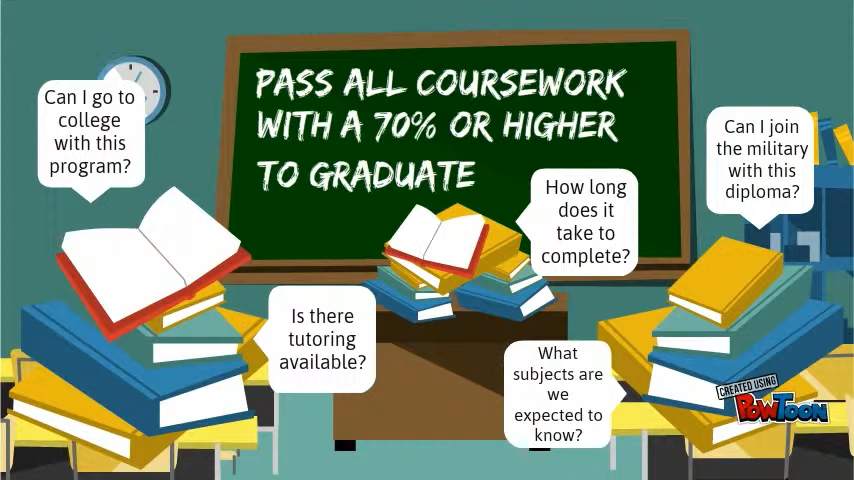 PASS ALL COURSEWORK
WITH A 70% OR HIGHER
TO GRADUATE
Can I go to
college
with this
program?
Can I join
the military
with this
diploma?
How long
does it
take to
complete?
Is there
tutoring
available?
What
subjects are
we
expected to
know?
CREATED USING
POWTOON